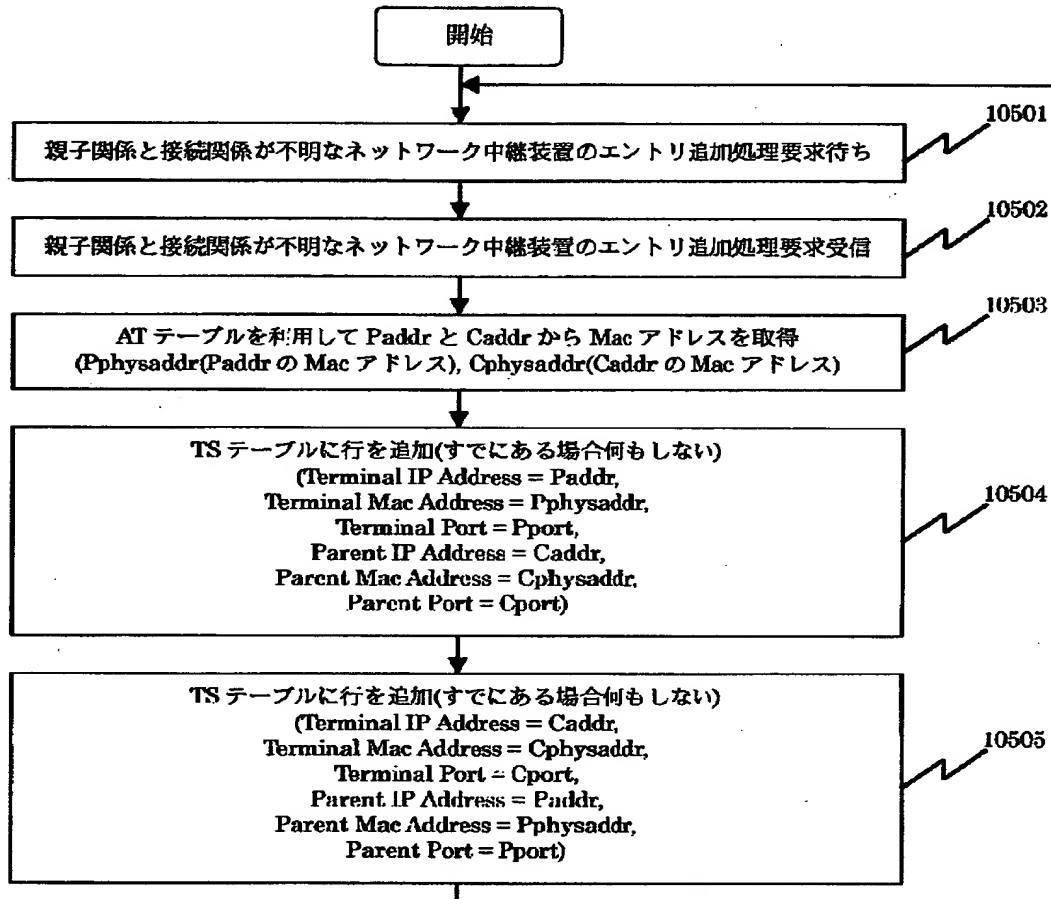 開始
10501
親子関係と接続関係が不明なネットワーク中継装置のエントリ追加処理要求待ち
10502
親子関係と接続関係が不明なネットワーク中継装置のエントリ追加処理要求受信
10503
AT テーブルを利用して Paddr と Caddr から Mac アドレスを取得
(Pphysaddr(Paddr の Mac アドレス), Cphysaddr(Caddr の Mac アドレス)
10504
TS テーブルに行を追加(すでにある場合何もしない)
(Terminal IP Address = Paddr,
Terminal Mac Address = Pphysaddr,
Terminal Port = Pport,
Parent IP Address = Caddr,
Parent Mac Address = Cphysaddr,
Parent Port = Cport)
10505
TS テーブルに行を追加(すでにある場合何もしない)
(Terminal IP Address = Caddr,
Terminal Mac Address = Cphysaddr,
Terminal Port = Cport,
Parent IP Address = Paddr,
Parent Mac Address = Pphysaddr,
Parent Port = Pport)